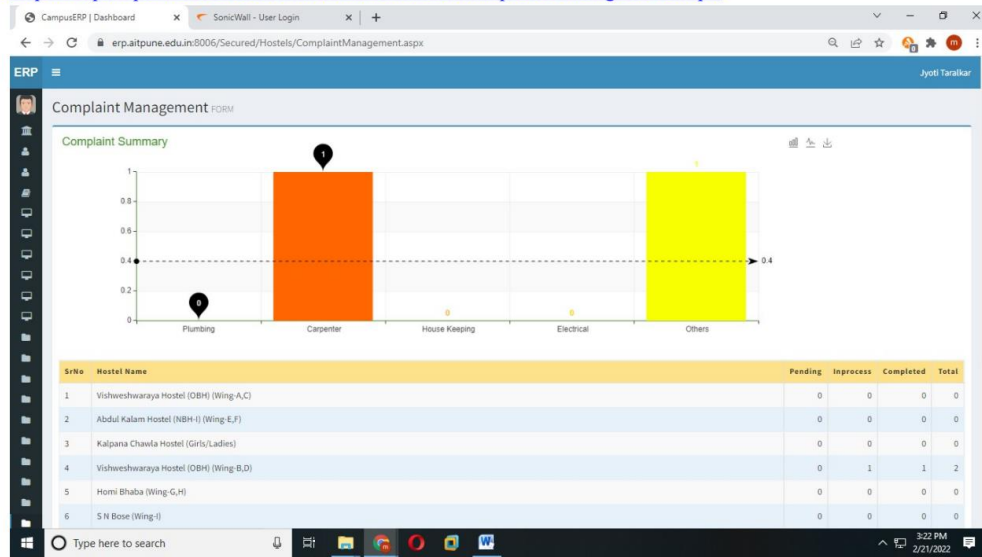 CampusERP | Dashboard
SonicWall - User Login
erp.aitpune.edu.in:8006/Secured/Hostels/ComplaintManagement.aspx
m
ERP
Jyoti Taralkar
Complaint Management FORM
Complaint Summary
1
1
0.8
0.6
0.4 0.4
0.2
0 0 0 0
Plumbing Carpenter House Keeping Electrical Others
SrNo Hostel Name Pending Inprocess Completed Total
1 Vishweshwaraya Hostel (OBH) (Wing-A,C) 0 0 0 0
2 Abdul Kalam Hostel (NBH-I) (Wing-E,F) 0 0 0 0
3 Kalpana Chawla Hostel (Girls/Ladies) 0 0 0 0
4 Vishweshwaraya Hostel (OBH) (Wing-B,D) 0 1 1 2
5 Homi Bhaba (Wing-G,H) 0 0 0 0
6 S N Bose (Wing-I) 0 0 0 0
Type here to search
3:22 PM
2/21/2022